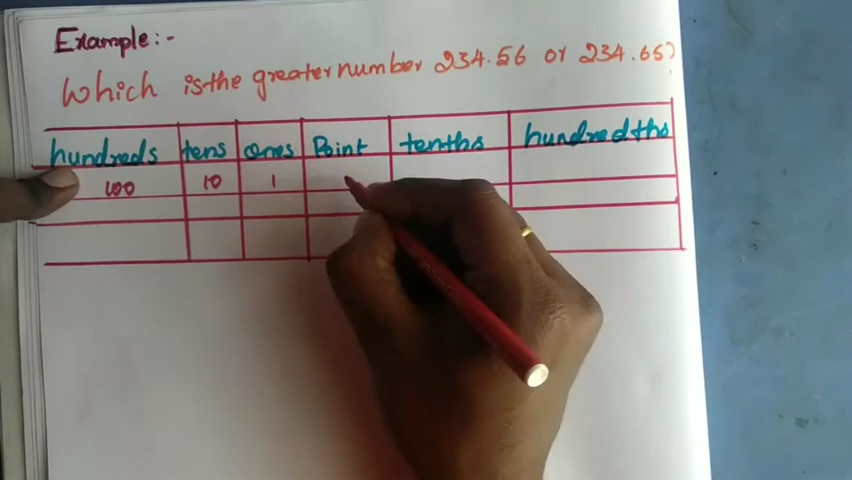 Example:-
Which is the greater number 234.56 or 234.65?
hundreds tens ones Point tenths hundredths
100 10 1